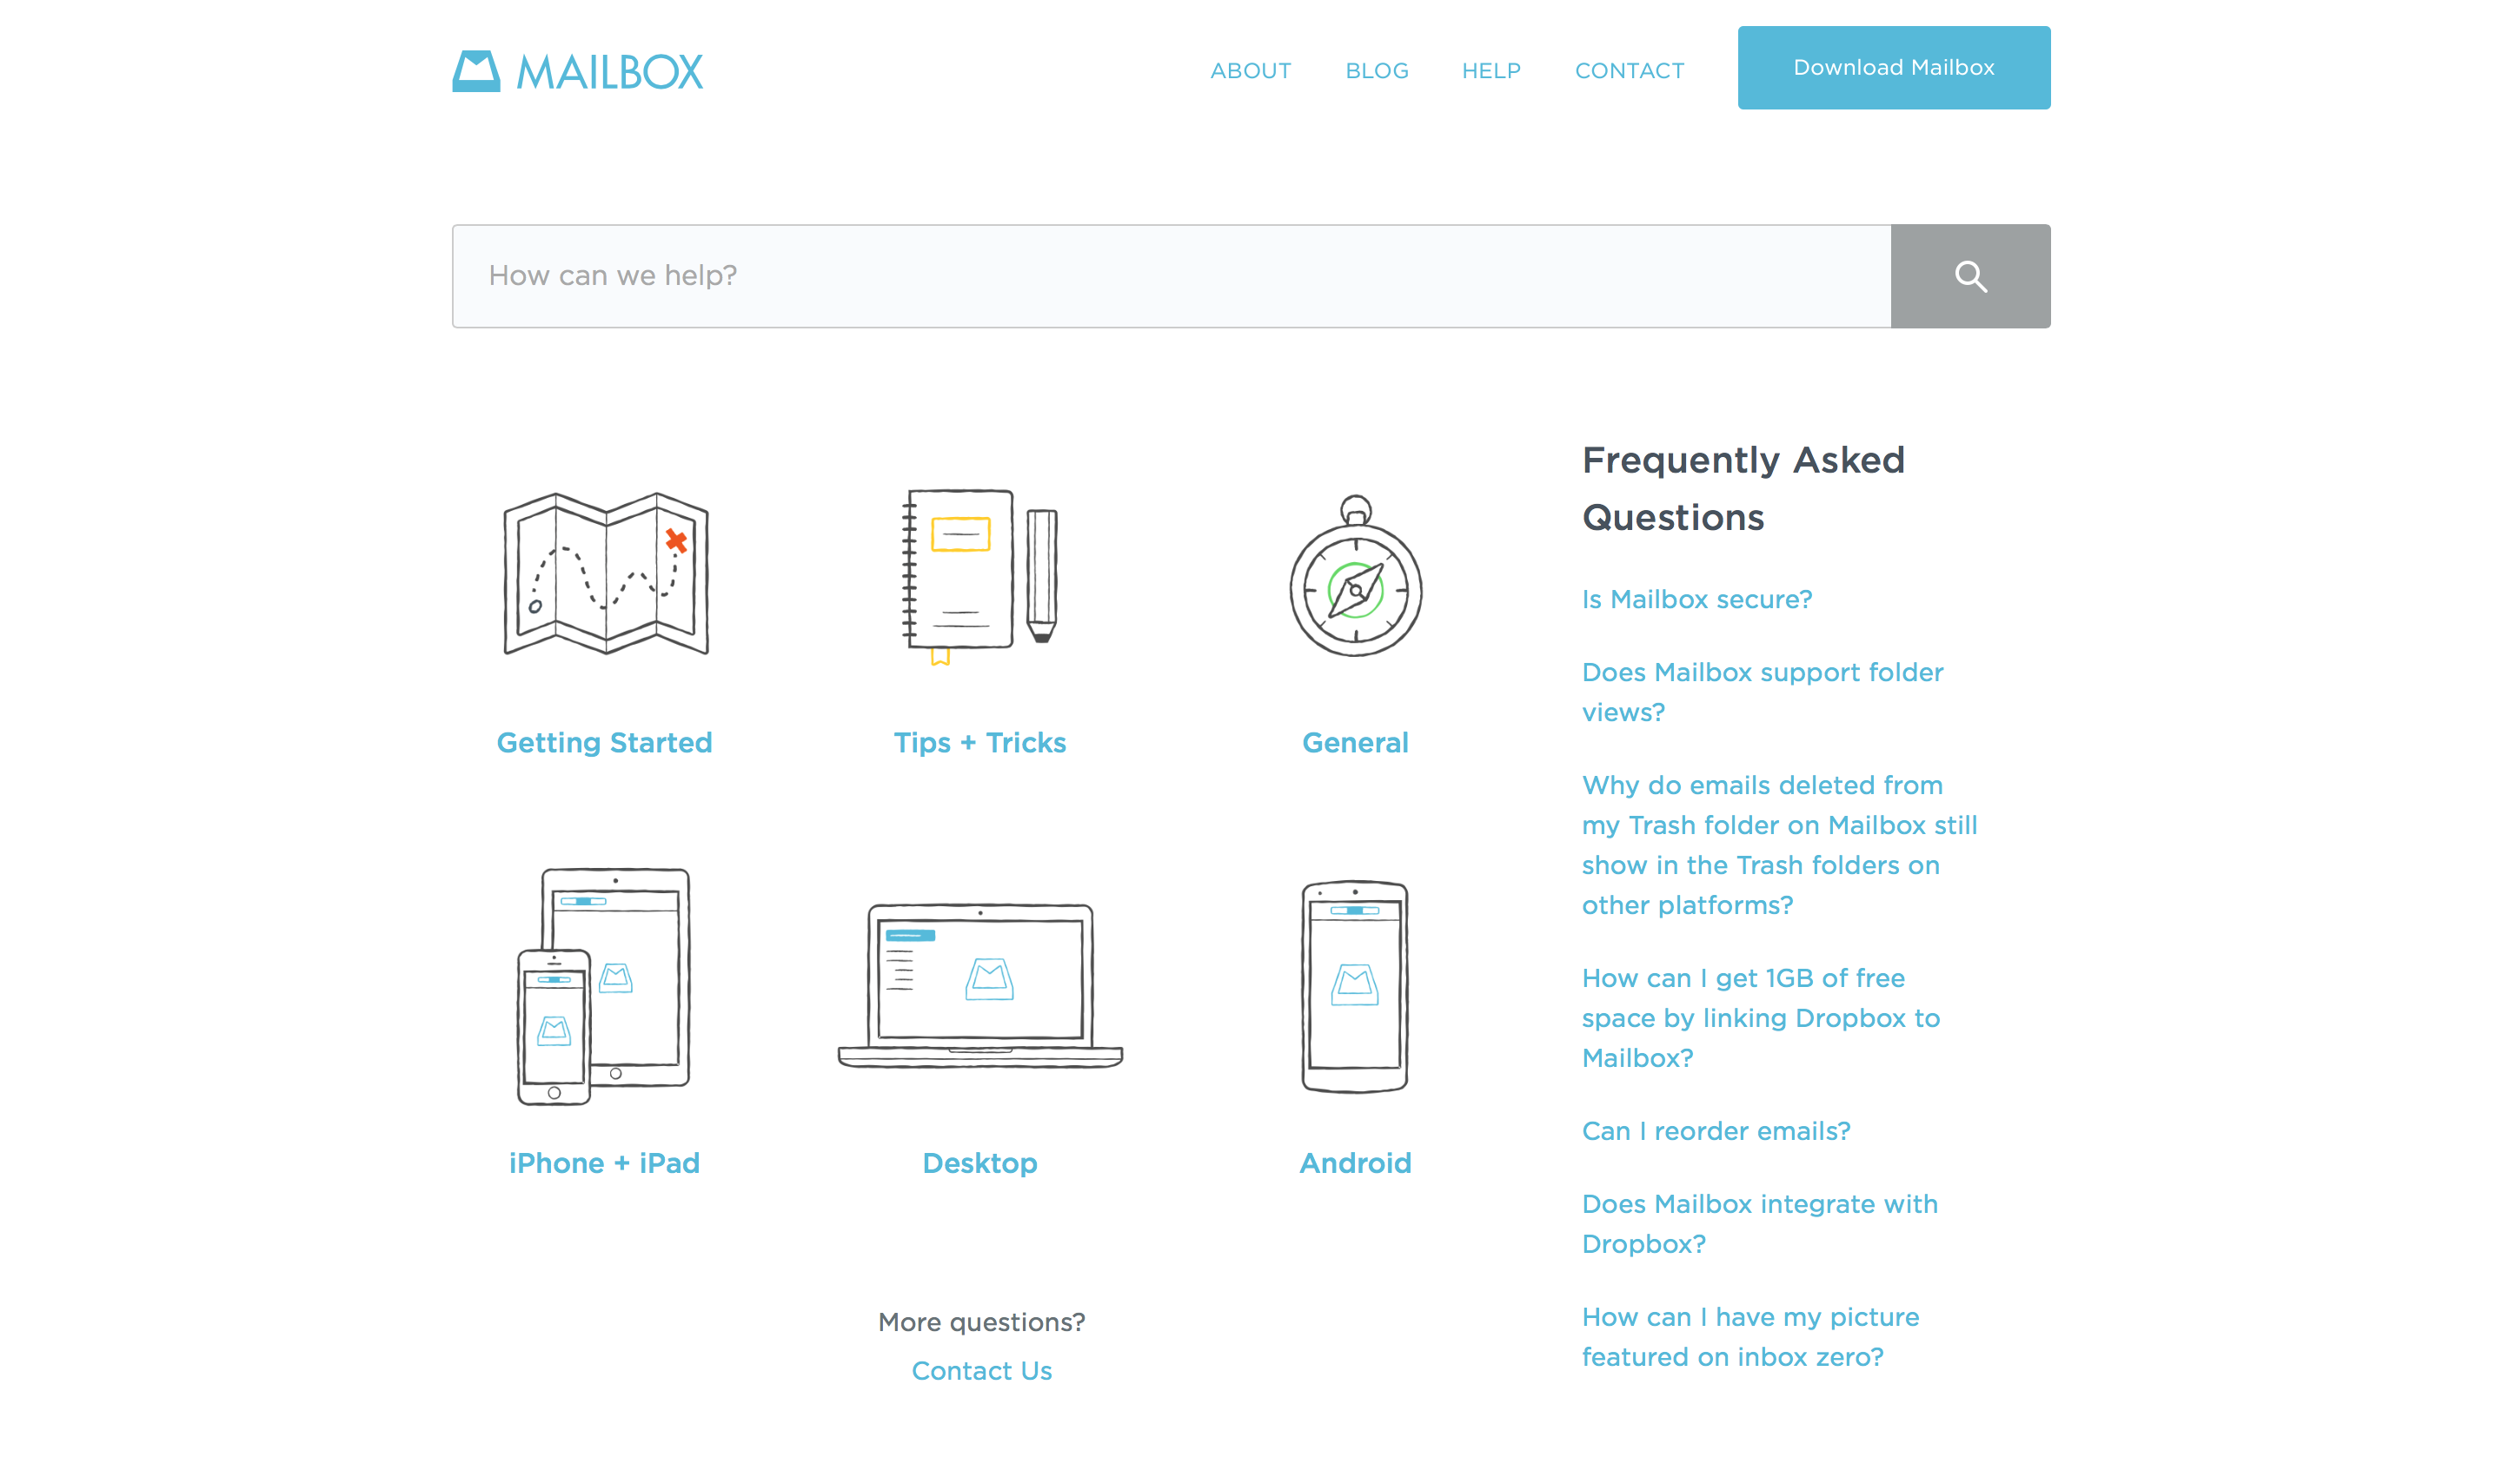 MAILBOX
ABOUT
BLOG
HELP
CONTACT
Download Mailbox
How can we help?
Getting Started
Tips + Tricks
General
iPhone + iPad
Desktop
Android
More questions?
Contact Us
Frequently Asked
Questions
Is Mailbox secure?
Does Mailbox support folder
views?
Why do emails deleted from
my Trash folder on Mailbox still
show in the Trash folders on
other platforms?
How can I get 1GB of free
space by linking Dropbox to
Mailbox?
Can I reorder emails?
Does Mailbox integrate with
Dropbox?
How can I have my picture
featured on inbox zero?